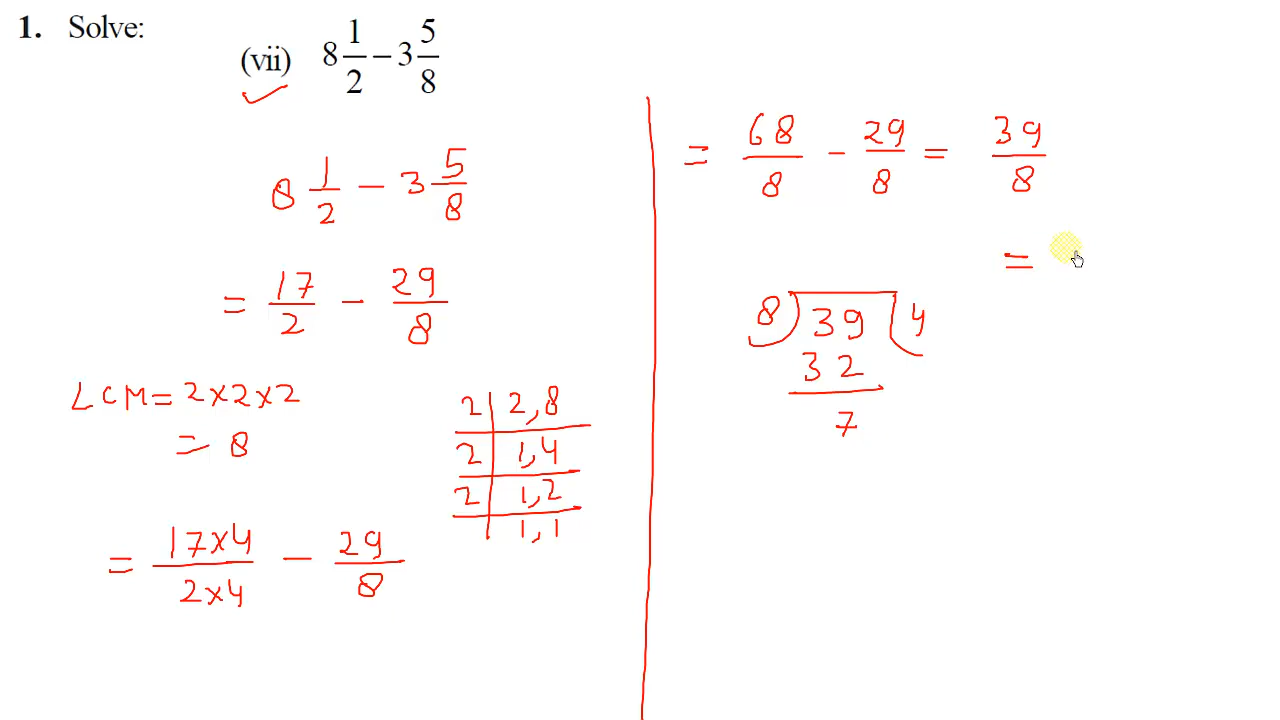 1. Solve:
(vii) 8 1/2 − 3 5/8
8 1/2 − 3 5/8
= 17/2 − 29/8
LCM = 2×2×2
= 8
2 | 2, 8
2 | 1, 4
2 | 1, 2
| 1, 1
= 17×4/2×4 − 29/8
= 68/8 − 29/8 = 39/8
=
8 ) 39 ( 4
32
7